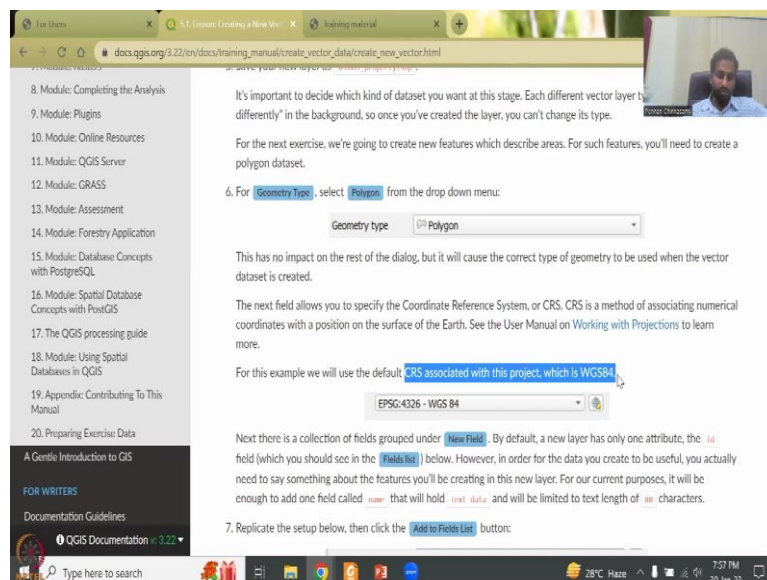 For Users
5.1. Lesson: Creating a New Vect
training material
docs.qgis.org/3.22/en/docs/training_manual/create_vector_data/create_new_vector.html
7. Module: Rasters
8. Module: Completing the Analysis
9. Module: Plugins
10. Module: Online Resources
11. Module: QGIS Server
12. Module: GRASS
13. Module: Assessment
14. Module: Forestry Application
15. Module: Database Concepts
with PostgreSQL
16. Module: Spatial Database
Concepts with PostGIS
17. The QGIS processing guide
18. Module: Using Spatial
Databases in QGIS
19. Appendix: Contributing To This
Manual
20. Preparing Exercise Data
A Gentle Introduction to GIS
FOR WRITERS
Documentation Guidelines
QGIS Documentation v: 3.22
5. Save your new layer as
It's important to decide which kind of dataset you want at this stage. Each different vector layer ty
differently" in the background, so once you've created the layer, you can't change its type.
For the next exercise, we're going to create new features which describe areas. For such features, you'll need to create a
polygon dataset.
6. For Geometry Type , select Polygon from the drop down menu:
Geometry type Polygon
This has no impact on the rest of the dialog, but it will cause the correct type of geometry to be used when the vector
dataset is created.
The next field allows you to specify the Coordinate Reference System, or CRS. CRS is a method of associating numerical
coordinates with a position on the surface of the Earth. See the User Manual on Working with Projections to learn
more.
For this example we will use the default CRS associated with this project, which is WGS84.
EPSG:4326 - WGS 84
Next there is a collection of fields grouped under New Field . By default, a new layer has only one attribute, the id
field (which you should see in the Fields list ) below. However, in order for the data you create to be useful, you actually
need to say something about the features you'll be creating in this new layer. For our current purposes, it will be
enough to add one field called name that will hold text data and will be limited to text length of 80 characters.
7. Replicate the setup below, then click the Add to Fields List button:
Pennan Chinnasamy
NPTEL
Type here to search
28°C Haze
7:57 PM